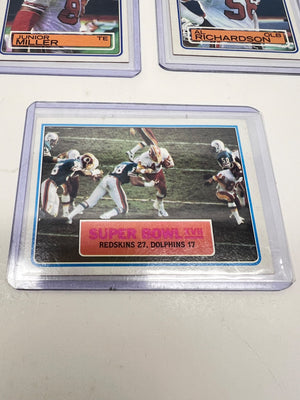 JUNIOR
MILLER TE
AL
RICHARDSON OLB
SUPER BOWL XVII
REDSKINS 27, DOLPHINS 17